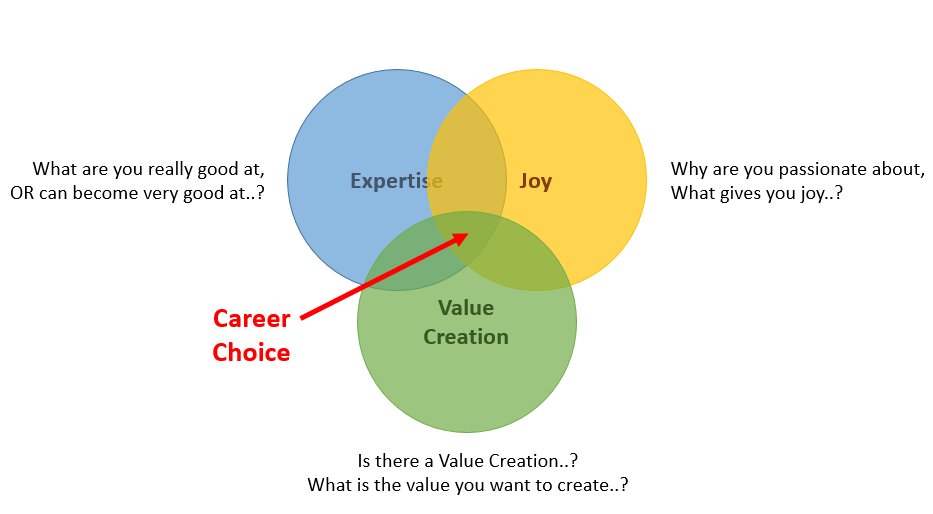 What are you really good at,
OR can become very good at..?
Expertise
Joy
Why are you passionate about,
What gives you joy..?
Career
Choice
Value
Creation
Is there a Value Creation..?
What is the value you want to create..?